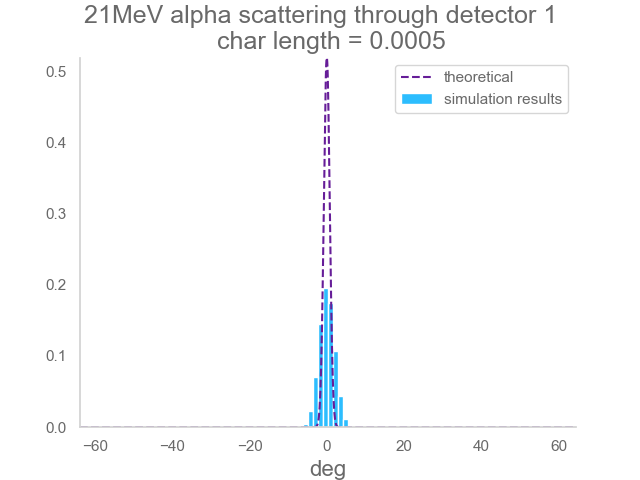 21MeV alpha scattering through detector 1
char length = 0.0005
theoretical
simulation results
0.5
0.4
0.3
0.2
0.1
0.0
−60 −40 −20 0 20 40 60
deg